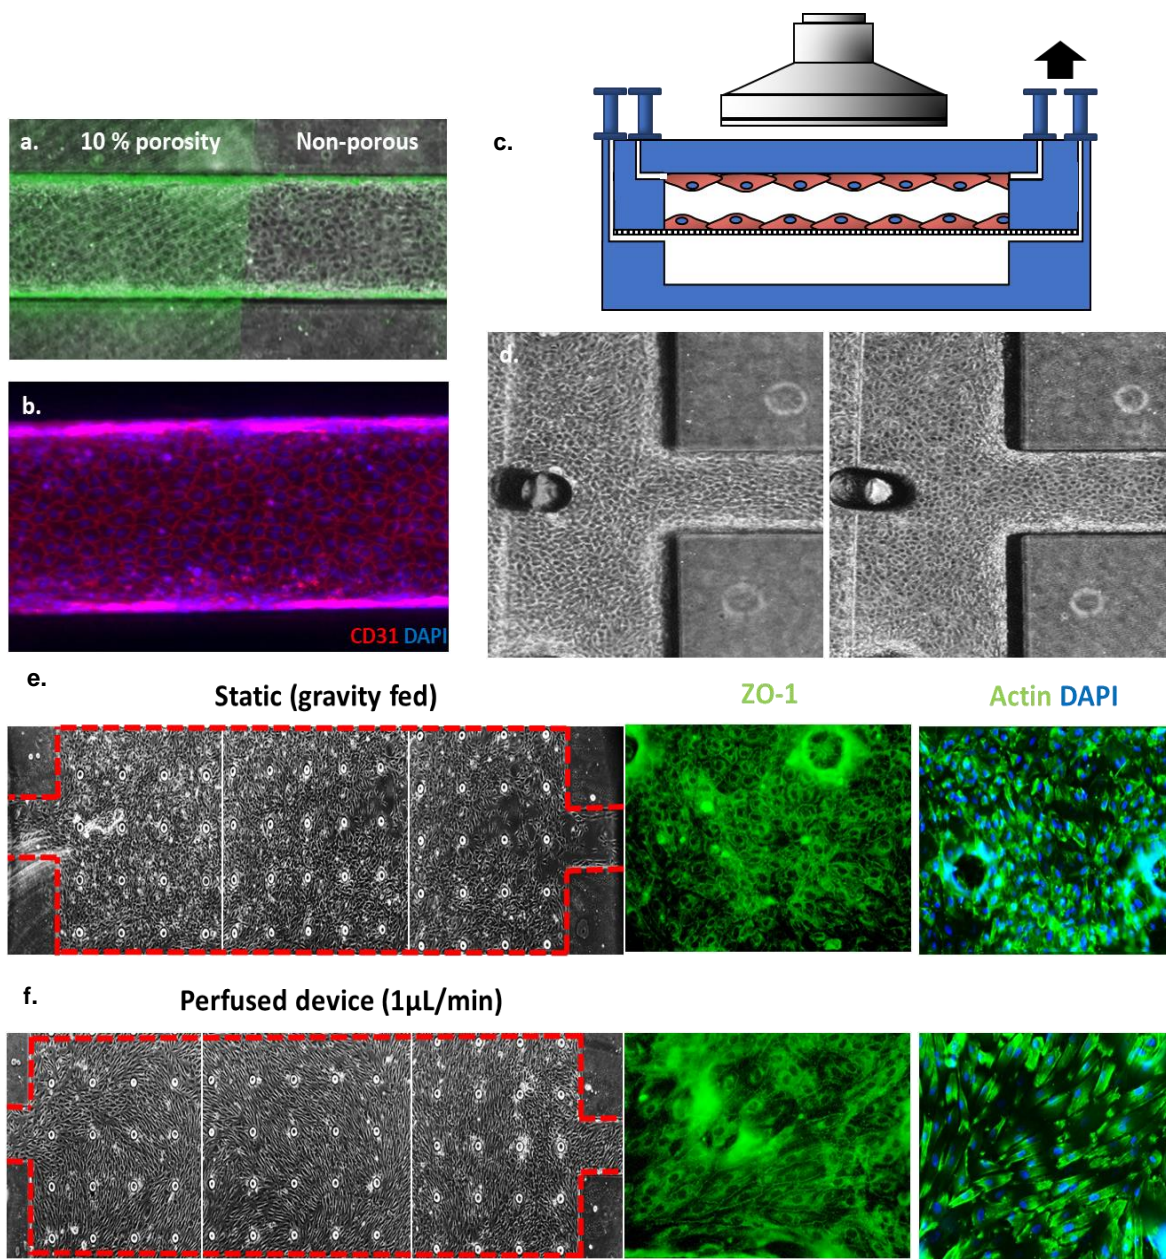 a. 10 % porosity Non-porous
b.
CD31 DAPI
c.
d.
e.
Static (gravity fed) ZO-1 Actin DAPI
f.
Perfused device (1µL/min)